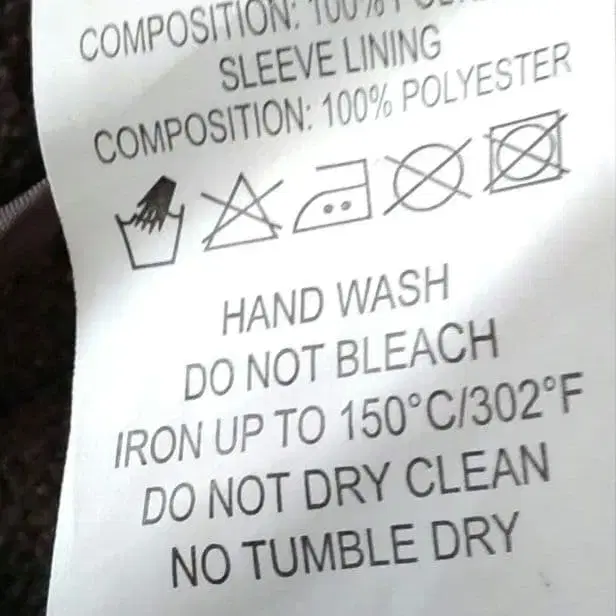 COMPOSITION: 100%
SLEEVE LINING
COMPOSITION: 100% POLYESTER
HAND WASH
DO NOT BLEACH
IRON UP TO 150°C/302°F
DO NOT DRY CLEAN
NO TUMBLE DRY